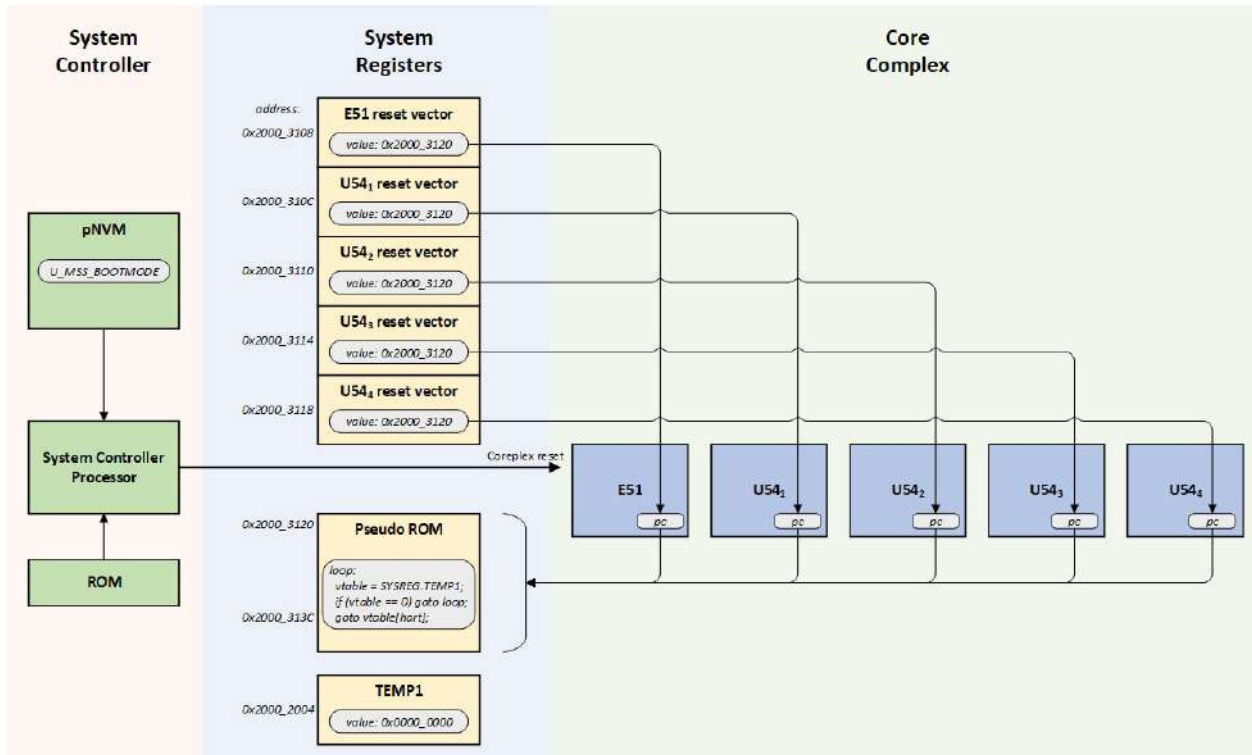 System
Controller
System
Registers
Core
Complex
address:
E51 reset vector
0x2000_3108
value: 0x2000_3120
U54₁ reset vector
0x2000_310C
value: 0x2000_3120
pNVM
U_MSS_BOOTMODE
U54₂ reset vector
0x2000_3110
value: 0x2000_3120
U54₃ reset vector
0x2000_3114
value: 0x2000_3120
U54₄ reset vector
0x2000_3118
value: 0x2000_3120
System Controller
Processor
Coreplex reset
E51
pc
U54₁
pc
U54₂
pc
U54₃
pc
U54₄
pc
ROM
0x2000_3120
Pseudo ROM
loop:
vtable = SYSREG.TEMP1;
if (vtable == 0) goto loop;
goto vtable[hart];
0x2000_313C
TEMP1
0x2000_2004
value: 0x0000_0000